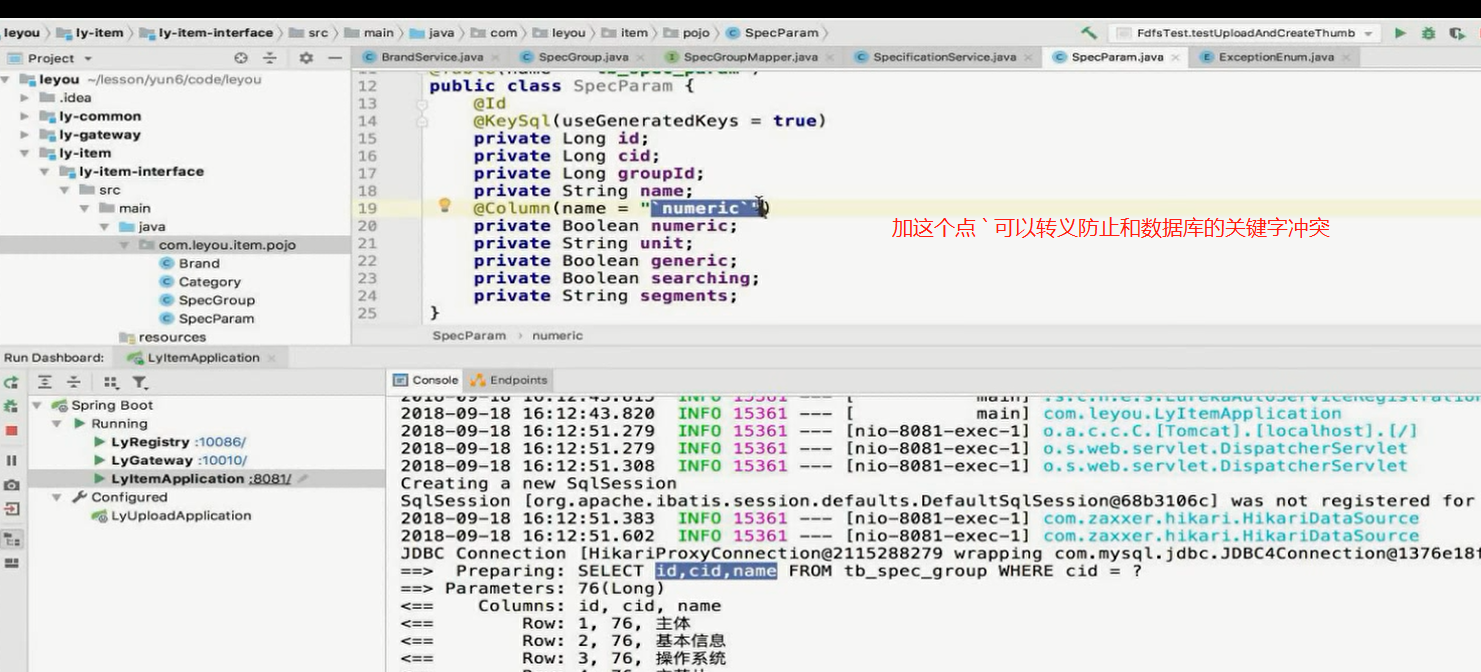 leyou ly-item ly-item-interface src main java com leyou item pojo SpecParam FdfsTest.testUploadAndCreateThumb
Project BrandService.java SpecGroup.java SpecGroupMapper.java SpecificationService.java SpecParam.java ExceptionEnum.java
leyou ~/lesson/yun6/code/leyou
.idea
ly-common
ly-gateway
ly-item
ly-item-interface
src
main
java
com.leyou.item.pojo
Brand
Category
SpecGroup
SpecParam
resources
12 public class SpecParam {
13 @Id
14 @KeySql(useGeneratedKeys = true)
15 private Long id;
16 private Long cid;
17 private Long groupId;
18 private String name;
19 @Column(name = "`numeric`")
20 private Boolean numeric;
21 private String unit;
22 private Boolean generic;
23 private Boolean searching;
24 private String segments;
25 }
加这个点 ` 可以转义防止和数据库的关键字冲突
SpecParam › numeric
Run Dashboard: LyItemApplication
Console Endpoints
Spring Boot
Running
LyRegistry :10086/
LyGateway :10010/
LyItemApplication :8081/
Configured
LyUploadApplication
2018-09-18 16:12:43.820 INFO 15361 --- [ main] com.leyou.LyItemApplication
2018-09-18 16:12:51.279 INFO 15361 --- [nio-8081-exec-1] o.a.c.c.C.[Tomcat].[localhost].[/]
2018-09-18 16:12:51.279 INFO 15361 --- [nio-8081-exec-1] o.s.web.servlet.DispatcherServlet
2018-09-18 16:12:51.308 INFO 15361 --- [nio-8081-exec-1] o.s.web.servlet.DispatcherServlet
Creating a new SqlSession
SqlSession [org.apache.ibatis.session.defaults.DefaultSqlSession@68b3106c] was not registered for
2018-09-18 16:12:51.383 INFO 15361 --- [nio-8081-exec-1] com.zaxxer.hikari.HikariDataSource
2018-09-18 16:12:51.602 INFO 15361 --- [nio-8081-exec-1] com.zaxxer.hikari.HikariDataSource
JDBC Connection [HikariProxyConnection@2115288279 wrapping com.mysql.jdbc.JDBC4Connection@1376e18f
==> Preparing: SELECT id,cid,name FROM tb_spec_group WHERE cid = ?
==> Parameters: 76(Long)
<== Columns: id, cid, name
<== Row: 1, 76, 主体
<== Row: 2, 76, 基本信息
<== Row: 3, 76, 操作系统